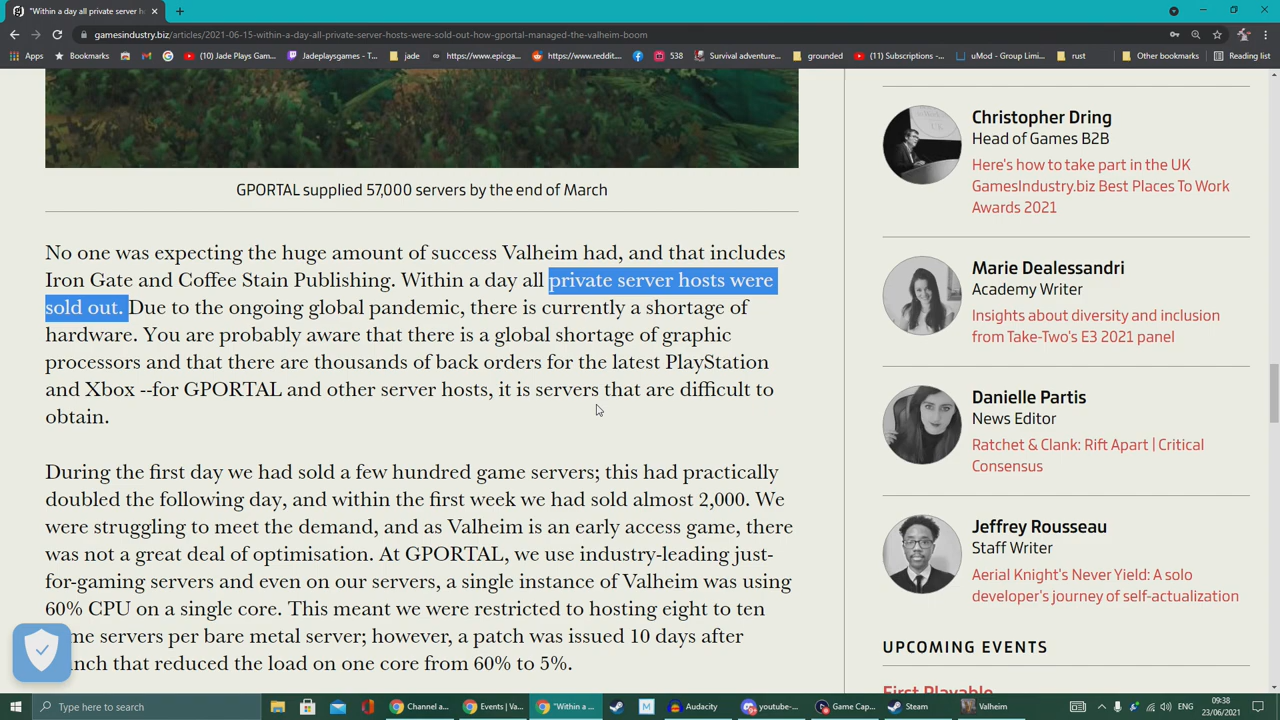 "Within a day all private server h
gamesindustry.biz/articles/2021-06-15-within-a-day-all-private-server-hosts-were-sold-out-how-gportal-managed-the-valheim-boom
Apps
Bookmarks
(10) Jade Plays Gam...
Jadeplaysgames - T...
jade
https://www.epicga...
https://www.reddit....
538
Survival adventure...
grounded
(11) Subscriptions -...
uMod - Group Limi...
rust
Other bookmarks
Reading list
GPORTAL supplied 57,000 servers by the end of March
No one was expecting the huge amount of success Valheim had, and that includes
Iron Gate and Coffee Stain Publishing. Within a day all private server hosts were
sold out. Due to the ongoing global pandemic, there is currently a shortage of
hardware. You are probably aware that there is a global shortage of graphic
processors and that there are thousands of back orders for the latest PlayStation
and Xbox --for GPORTAL and other server hosts, it is servers that are difficult to
obtain.
During the first day we had sold a few hundred game servers; this had practically
doubled the following day, and within the first week we had sold almost 2,000. We
were struggling to meet the demand, and as Valheim is an early access game, there
was not a great deal of optimisation. At GPORTAL, we use industry-leading just-
for-gaming servers and even on our servers, a single instance of Valheim was using
60% CPU on a single core. This meant we were restricted to hosting eight to ten
me servers per bare metal server; however, a patch was issued 10 days after
nch that reduced the load on one core from 60% to 5%.
Christopher Dring
Head of Games B2B
Here's how to take part in the UK
GamesIndustry.biz Best Places To Work
Awards 2021
Marie Dealessandri
Academy Writer
Insights about diversity and inclusion
from Take-Two's E3 2021 panel
Danielle Partis
News Editor
Ratchet & Clank: Rift Apart | Critical
Consensus
Jeffrey Rousseau
Staff Writer
Aerial Knight's Never Yield: A solo
developer's journey of self-actualization
UPCOMING EVENTS
First Playable
Type here to search
Channel a...
Events | Va...
"Within a ...
Audacity
youtube-...
Game Cap...
Steam
Valheim
ENG
09:38
23/06/2021